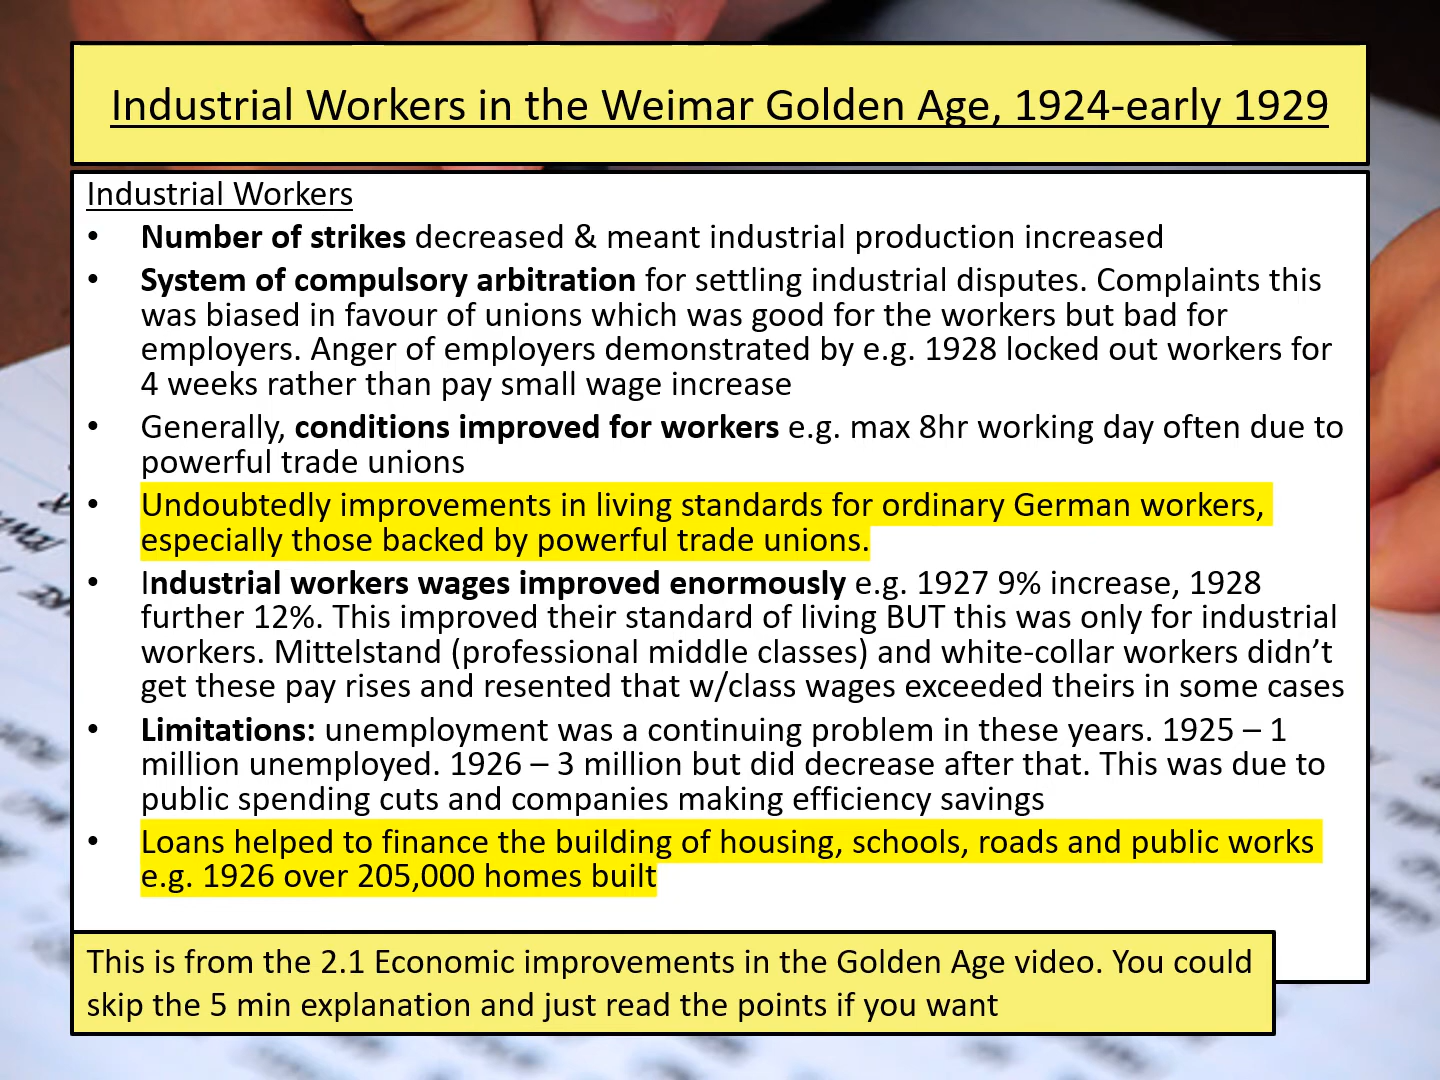 Industrial Workers in the Weimar Golden Age, 1924-early 1929
Industrial Workers
• Number of strikes decreased & meant industrial production increased
• System of compulsory arbitration for settling industrial disputes. Complaints this
was biased in favour of unions which was good for the workers but bad for
employers. Anger of employers demonstrated by e.g. 1928 locked out workers for
4 weeks rather than pay small wage increase
• Generally, conditions improved for workers e.g. max 8hr working day often due to
powerful trade unions
• Undoubtedly improvements in living standards for ordinary German workers,
especially those backed by powerful trade unions.
• Industrial workers wages improved enormously e.g. 1927 9% increase, 1928
further 12%. This improved their standard of living BUT this was only for industrial
workers. Mittelstand (professional middle classes) and white-collar workers didn’t
get these pay rises and resented that w/class wages exceeded theirs in some cases
• Limitations: unemployment was a continuing problem in these years. 1925 – 1
million unemployed. 1926 – 3 million but did decrease after that. This was due to
public spending cuts and companies making efficiency savings
• Loans helped to finance the building of housing, schools, roads and public works
e.g. 1926 over 205,000 homes built
This is from the 2.1 Economic improvements in the Golden Age video. You could
skip the 5 min explanation and just read the points if you want